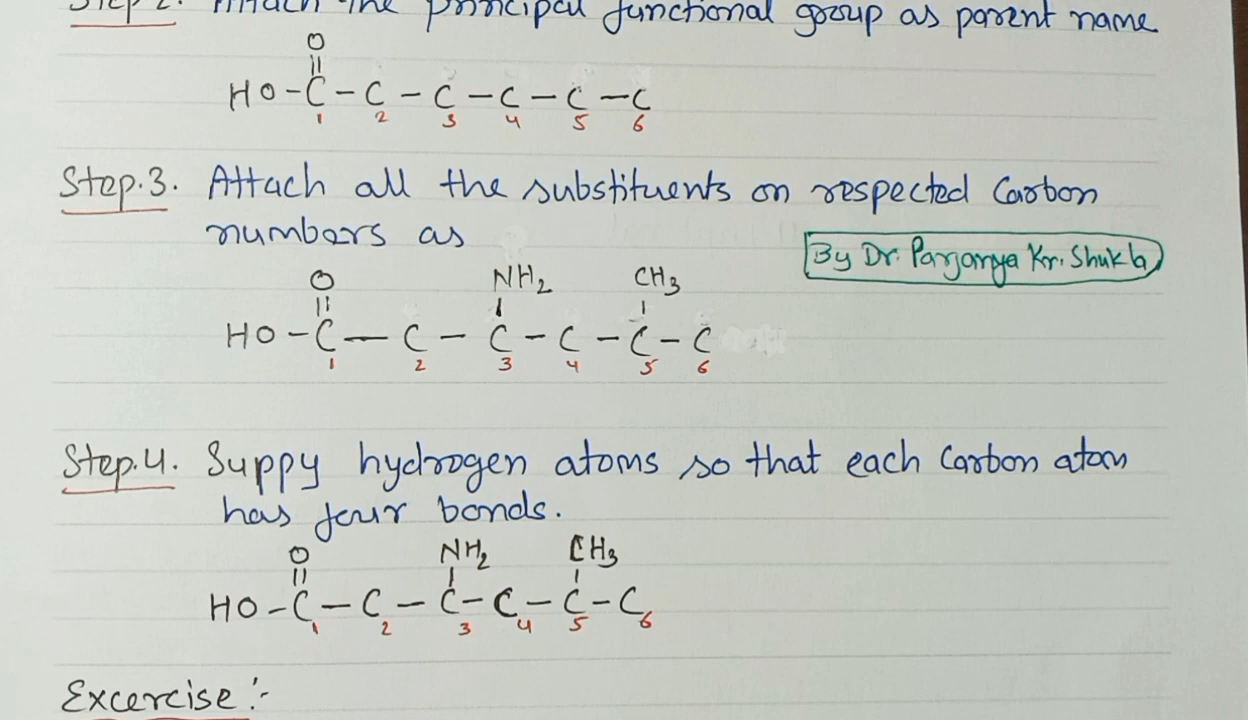 Step 2. Attach the principal functional group as parent name
O
||
HO-C-C-C-C-C-C
1 2 3 4 5 6
Step.3. Attach all the substituents on respected Carbon
numbers as
By Dr. Parjanya Kr. Shukla
O NH2 CH3
|| | |
HO-C-C-C-C-C-C
1 2 3 4 5 6
Step.4. Suppy hydrogen atoms so that each Carbon atom
has four bonds.
O NH2 CH3
|| | |
HO-C-C-C-C-C-C
1 2 3 4 5 6
Excercise:-